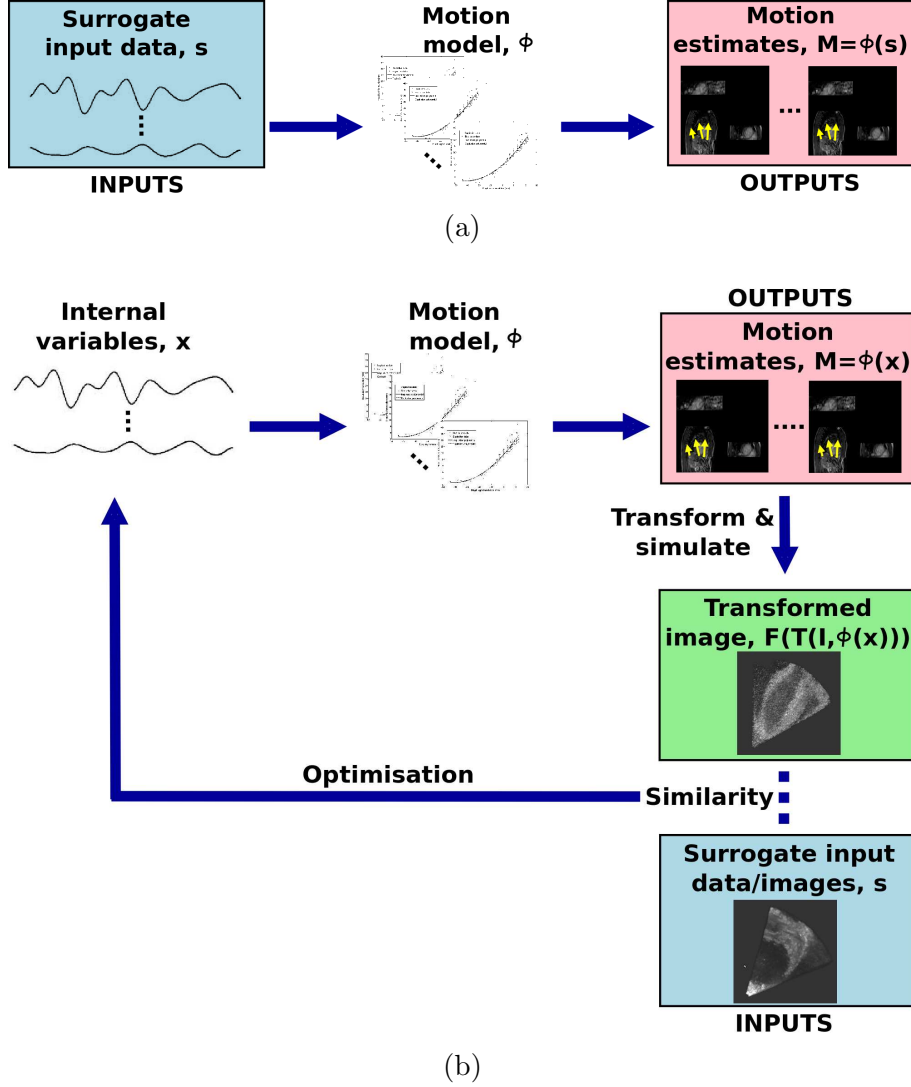 Surrogate
input data, s
INPUTS
Motion
model, ϕ
Motion
estimates, M=ϕ(s)
...
OUTPUTS
(a)
Internal
variables, x
Motion
model, ϕ
OUTPUTS
Motion
estimates, M=ϕ(x)
....
Transform &
simulate
Transformed
image, F(T(I,ϕ(x)))
Optimisation
Similarity
Surrogate input
data/images, s
INPUTS
(b)